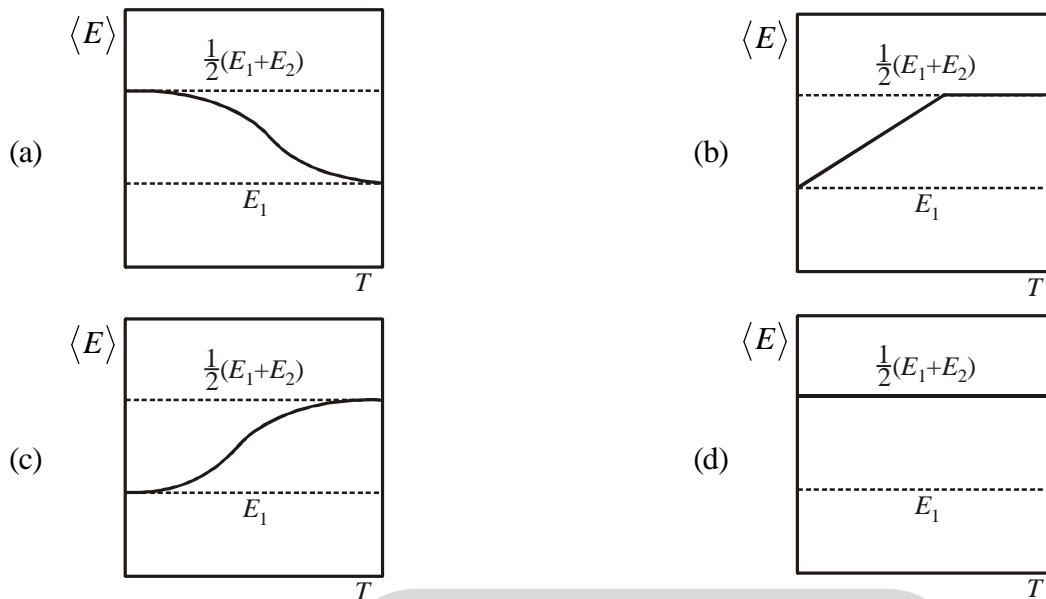 ⟨E⟩
1/2(E₁+E₂)
(a)
E₁
T
⟨E⟩
1/2(E₁+E₂)
(b)
E₁
T
⟨E⟩
1/2(E₁+E₂)
(c)
E₁
T
⟨E⟩
1/2(E₁+E₂)
(d)
E₁
T